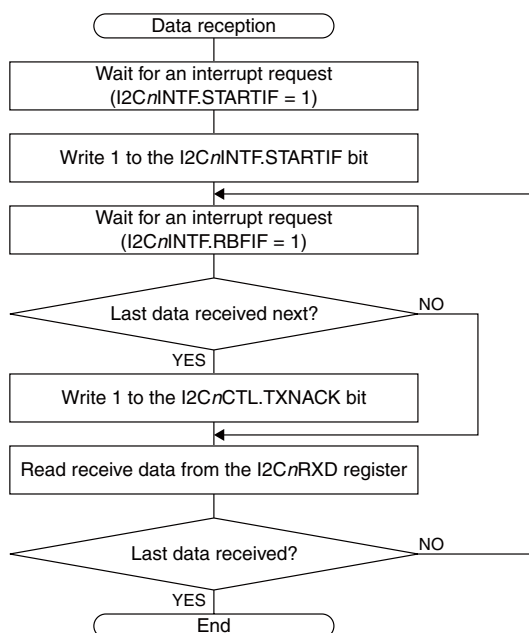 Data reception
Wait for an interrupt request
(I2CnINTF.STARTIF = 1)
Write 1 to the I2CnINTF.STARTIF bit
Wait for an interrupt request
(I2CnINTF.RBFIF = 1)
Last data received next?
NO
YES
Write 1 to the I2CnCTL.TXNACK bit
Read receive data from the I2CnRXD register
Last data received?
NO
YES
End